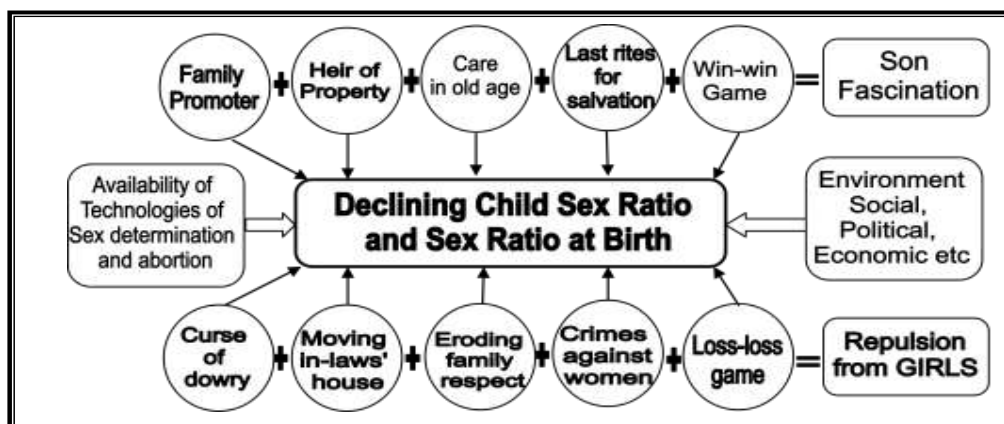 Family
Promoter
+
Heir of
Property
+
Care
in old age
+
Last rites
for
salvation
+
Win-win
Game
=
Son
Fascination
Availability of
Technologies of
Sex determination
and abortion
Declining Child Sex Ratio
and Sex Ratio at Birth
Environment
Social,
Political,
Economic etc
Curse
of
dowry
+
Moving
in-laws'
house
+
Eroding
family
respect
+
Crimes
against
women
+
Loss-loss
game
=
Repulsion
from GIRLS